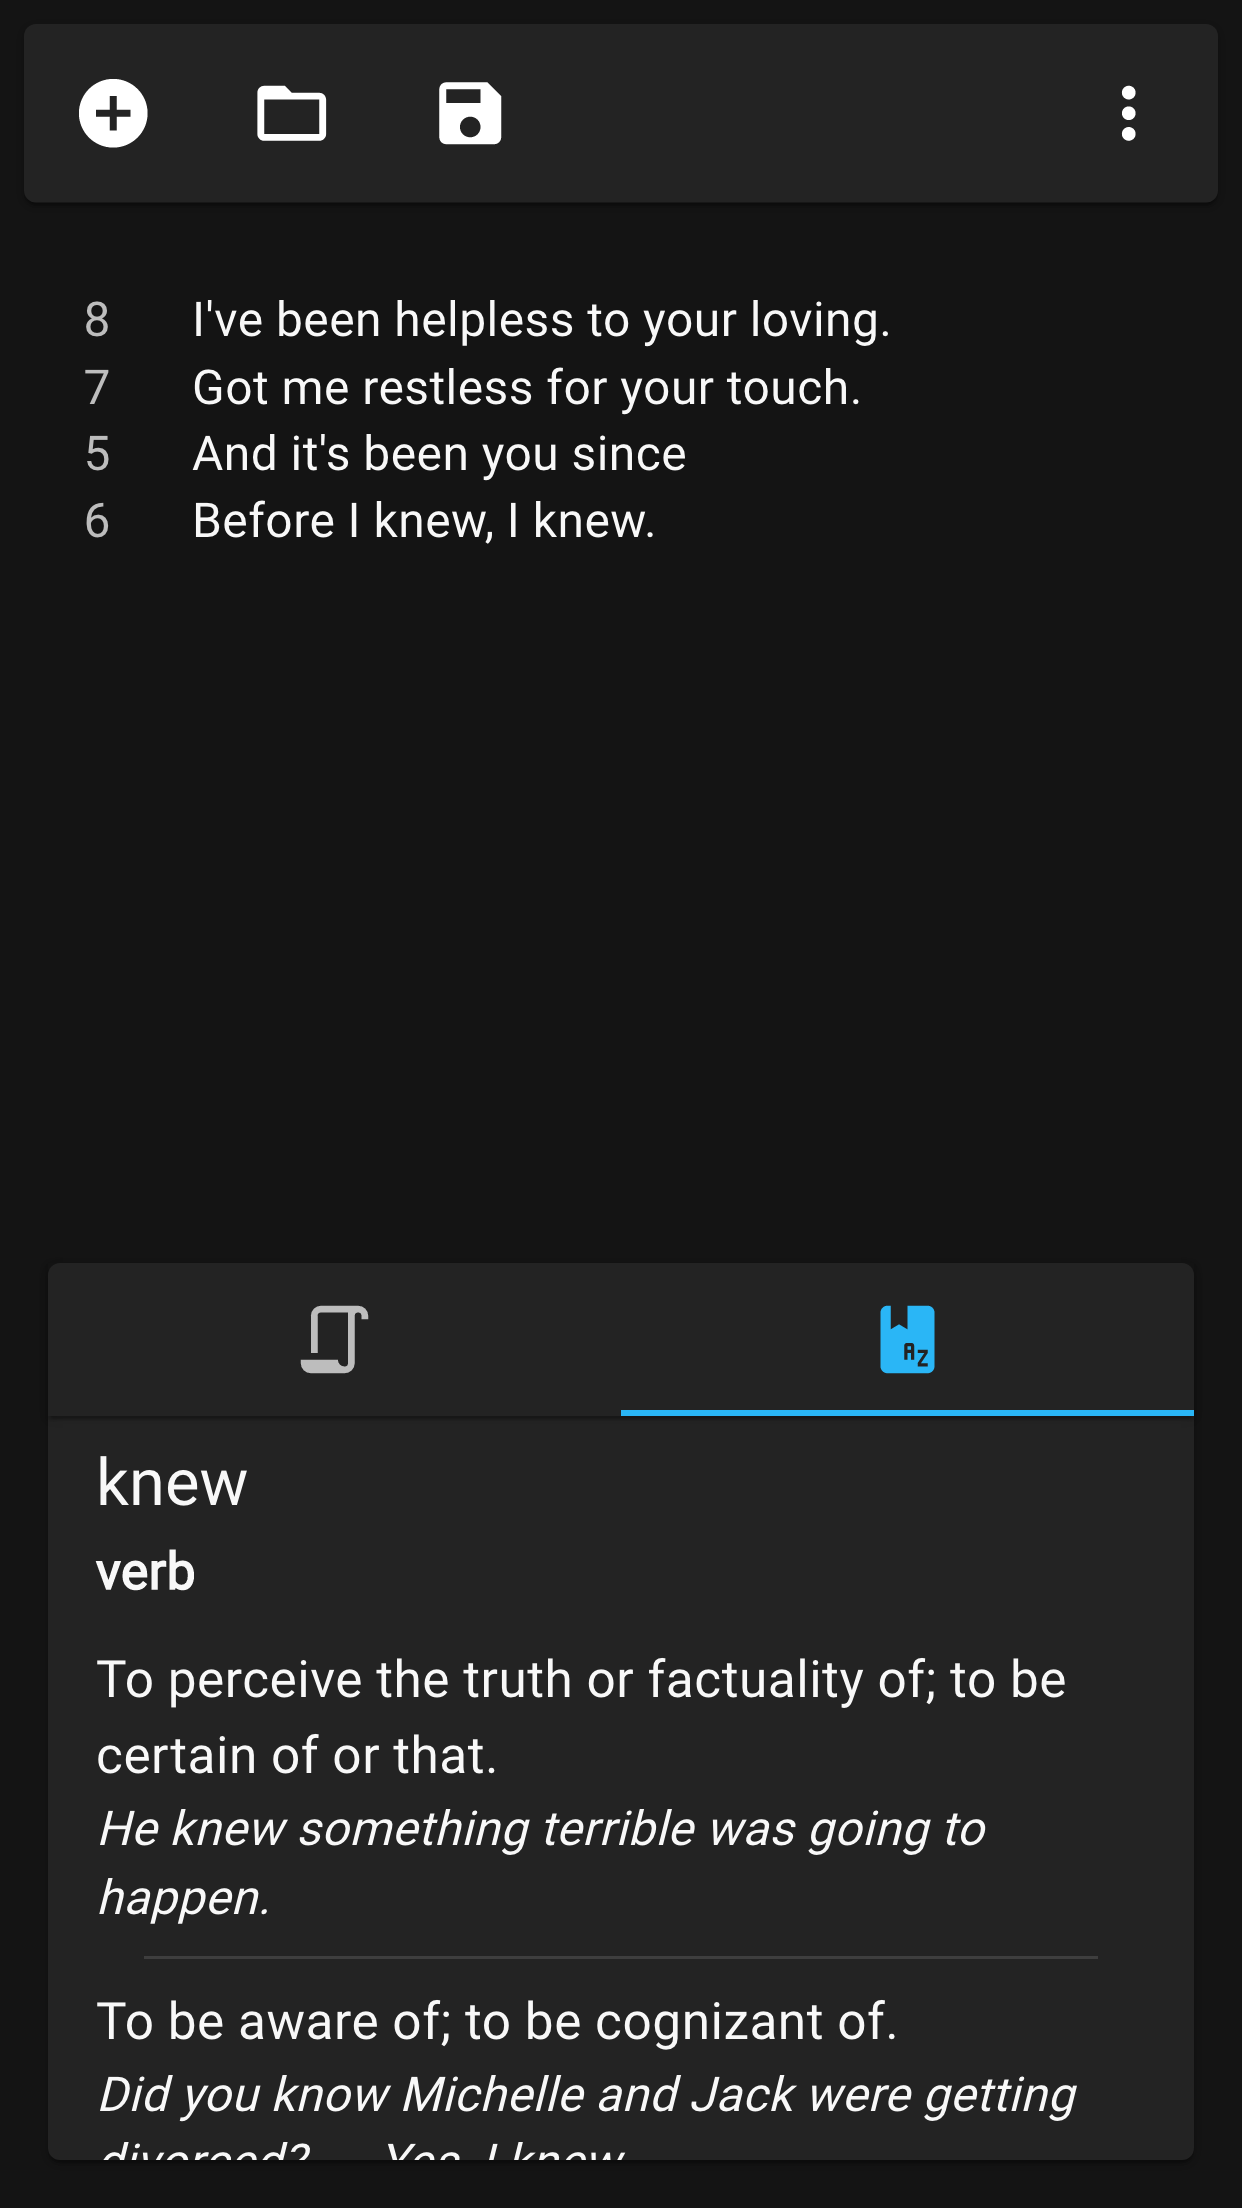 8 I've been helpless to your loving.
7 Got me restless for your touch.
5 And it's been you since
6 Before I knew, I knew.
AZ
knew
verb
To perceive the truth or factuality of; to be
certain of or that.
He knew something terrible was going to
happen.
To be aware of; to be cognizant of.
Did you know Michelle and Jack were getting
divorced? Yes, I knew